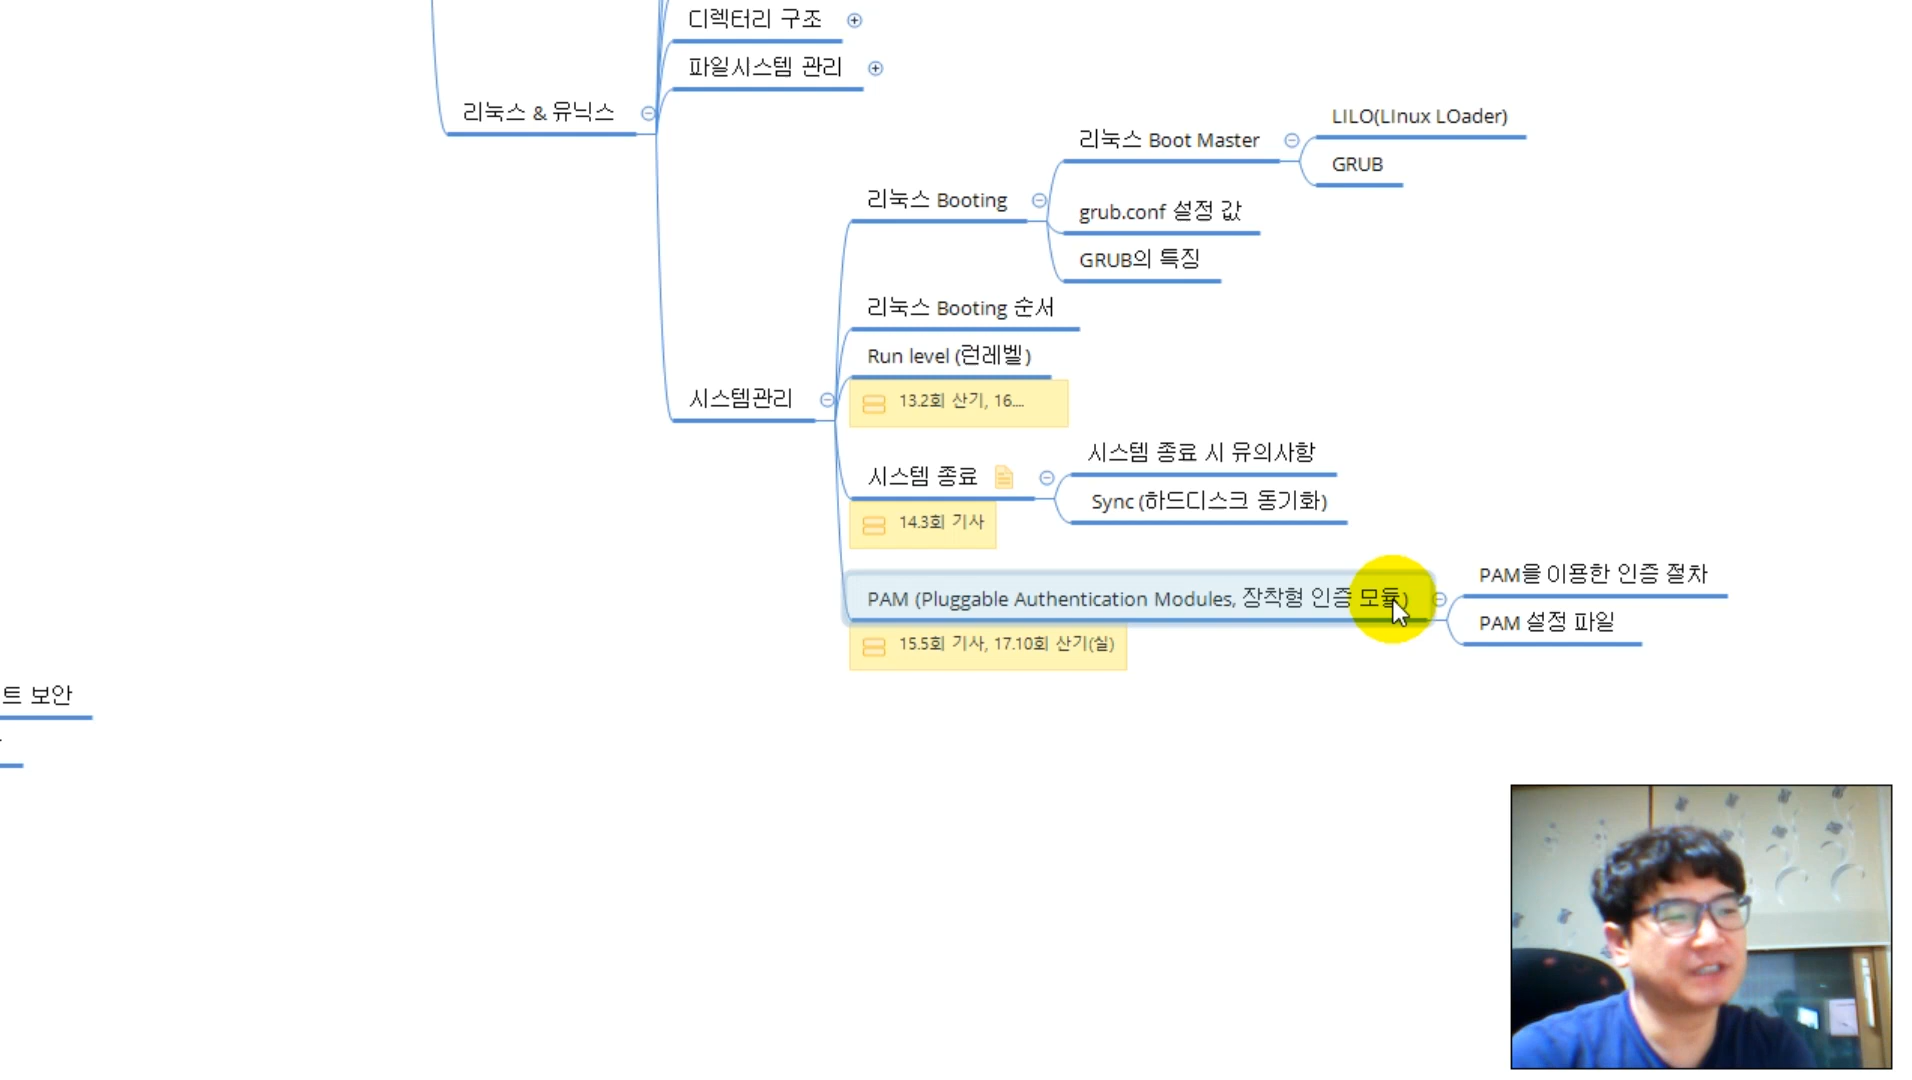 디렉터리 구조
파일시스템 관리
리눅스 & 유닉스
LILO(LInux LOader)
리눅스 Boot Master
GRUB
리눅스 Booting
grub.conf 설정 값
GRUB의 특징
리눅스 Booting 순서
Run level (런레벨)
시스템관리
13.2회 산기, 16....
시스템 종료 시 유의사항
시스템 종료
Sync (하드디스크 동기화)
14.3회 기사
PAM을 이용한 인증 절차
PAM (Pluggable Authentication Modules, 장착형 인증 모듈)
PAM 설정 파일
15.5회 기사, 17.10회 산기(실)
트 보안